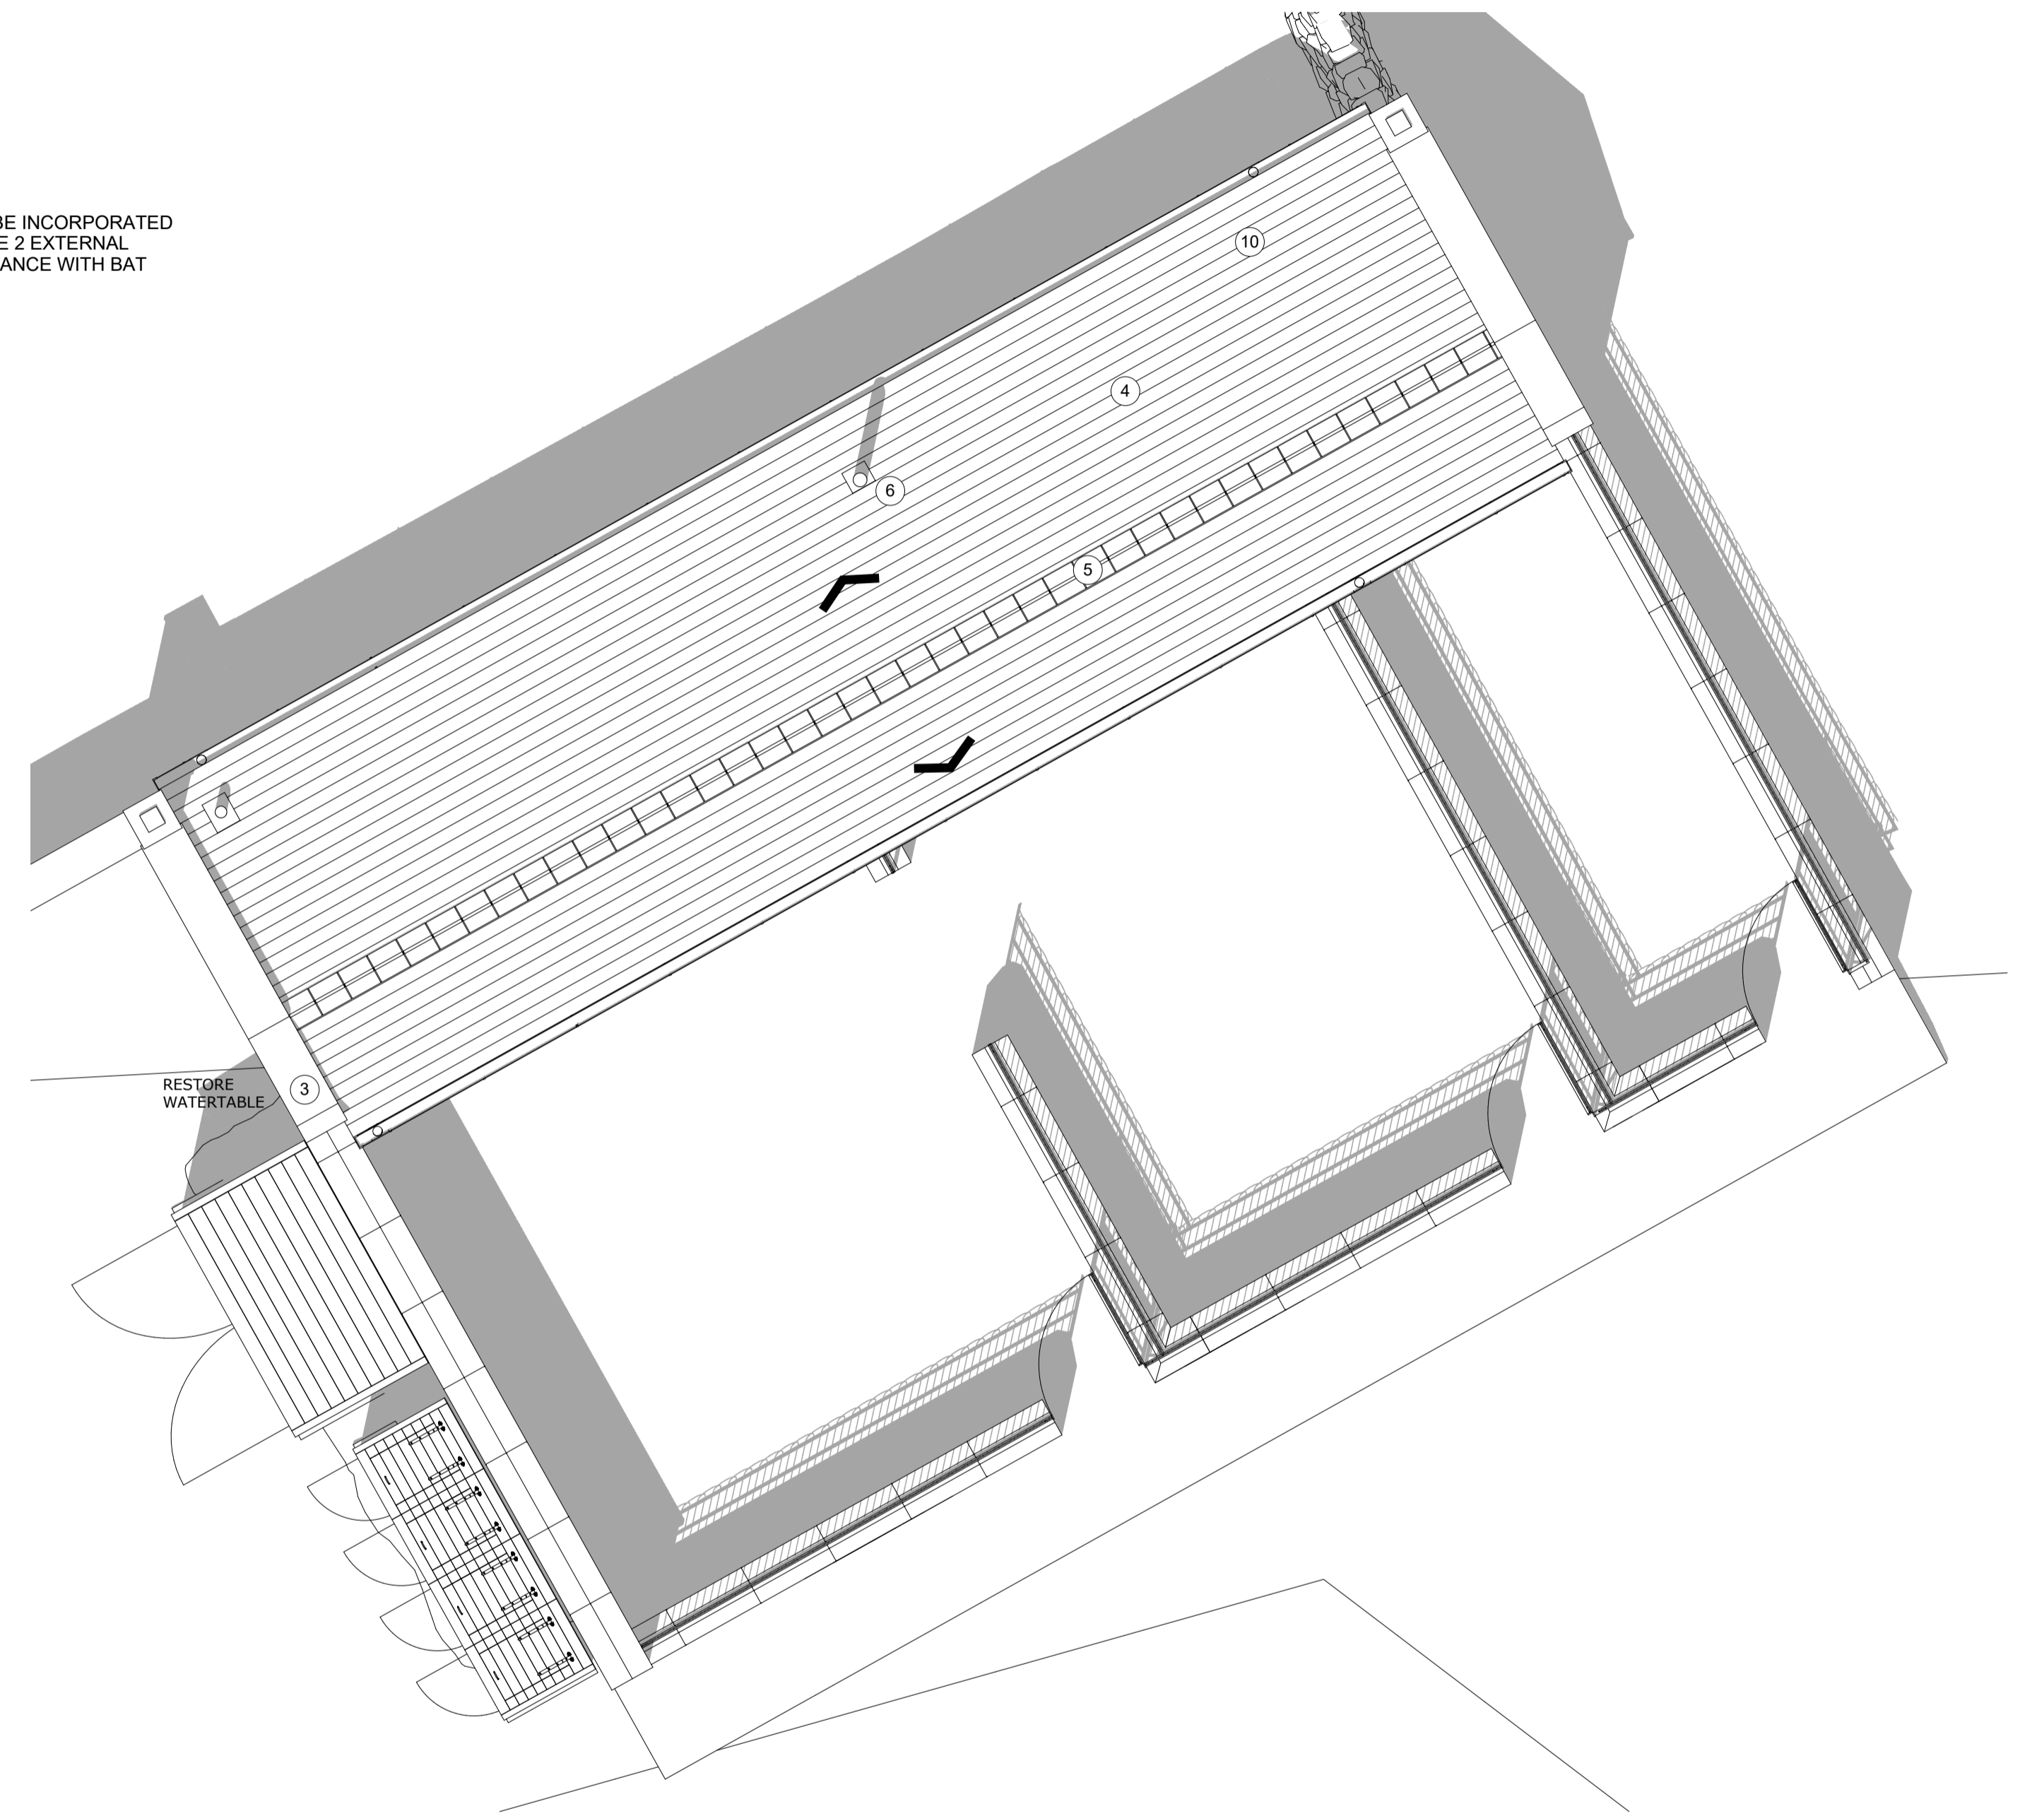 BE INCORPORATED
E 2 EXTERNAL
ANCE WITH BAT
10
4
6
5
3
RESTORE
WATERTABLE